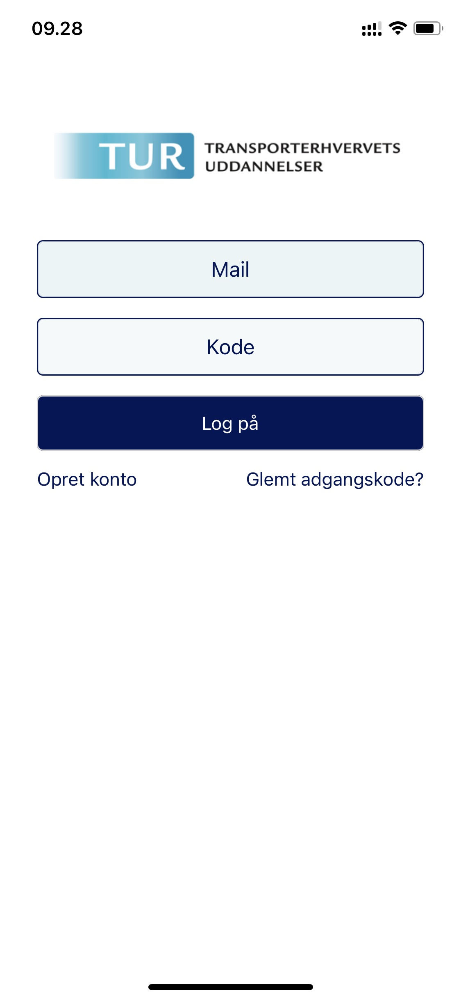 09.28
TUR
TRANSPORTERHVERVETS
UDDANNELSER
Mail
Kode
Log på
Opret konto
Glemt adgangskode?